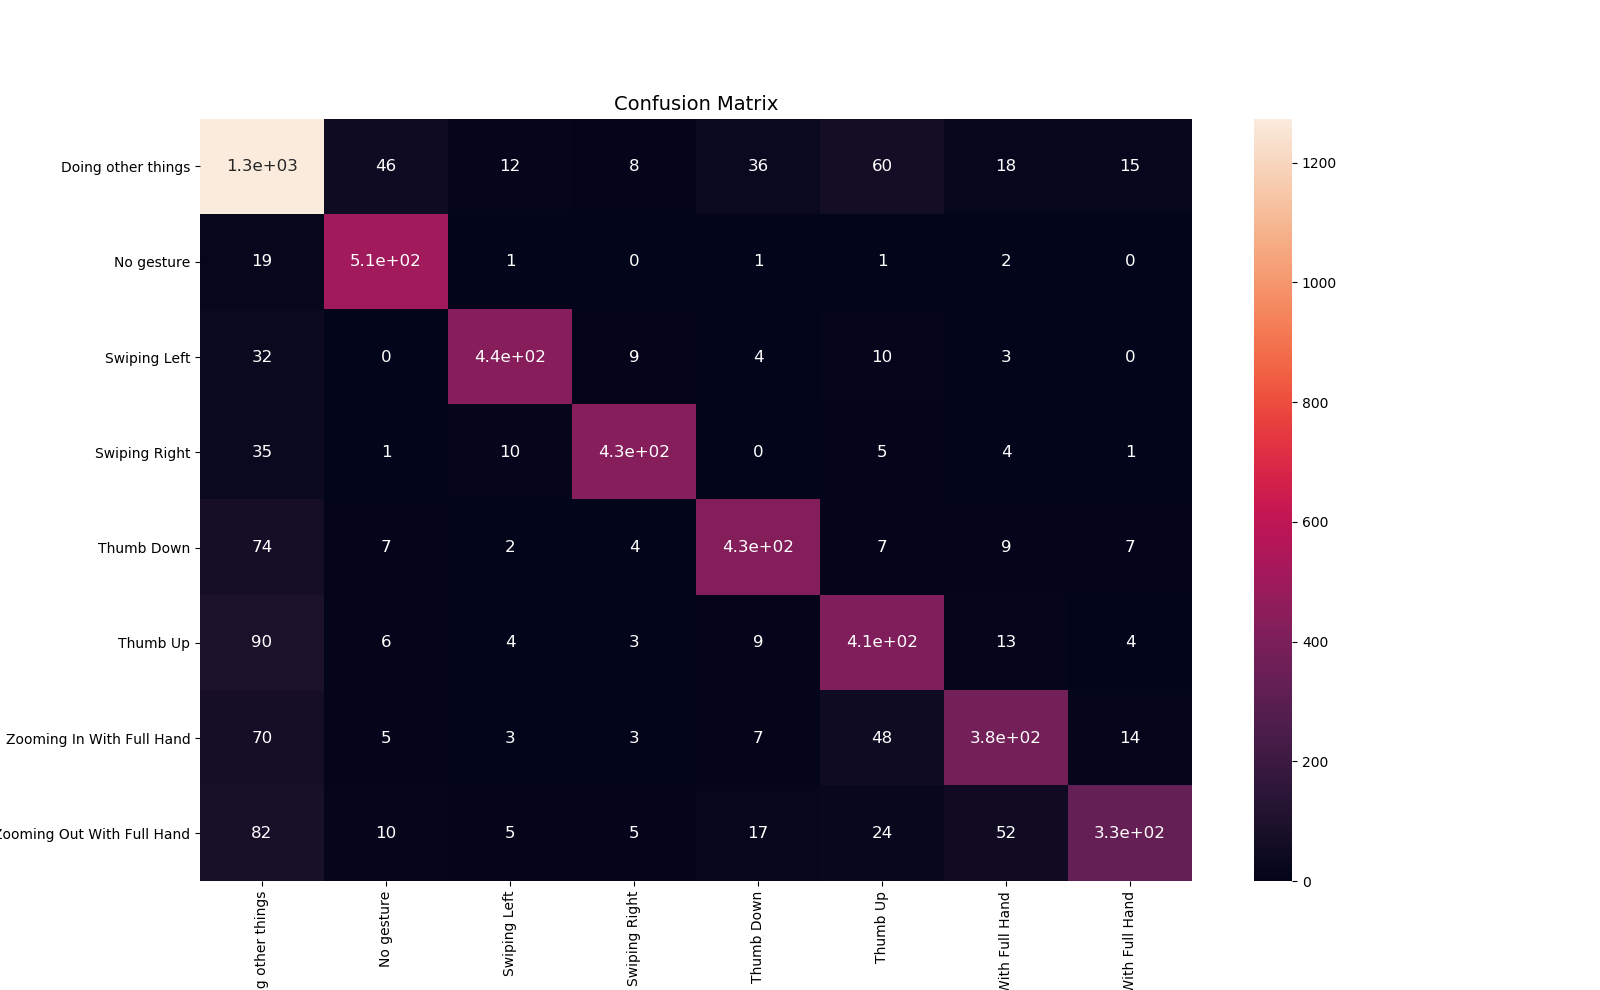 Confusion Matrix
Doing other things 1.3e+03 46 12 8 36 60 18 15
No gesture 19 5.1e+02 1 0 1 1 2 0
Swiping Left 32 0 4.4e+02 9 4 10 3 0
Swiping Right 35 1 10 4.3e+02 0 5 4 1
Thumb Down 74 7 2 4 4.3e+02 7 9 7
Thumb Up 90 6 4 3 9 4.1e+02 13 4
Zooming In With Full Hand 70 5 3 3 7 48 3.8e+02 14
Zooming Out With Full Hand 82 10 5 5 17 24 52 3.3e+02
g other things
No gesture
Swiping Left
Swiping Right
Thumb Down
Thumb Up
With Full Hand
With Full Hand
1200
1000
800
600
400
200
0